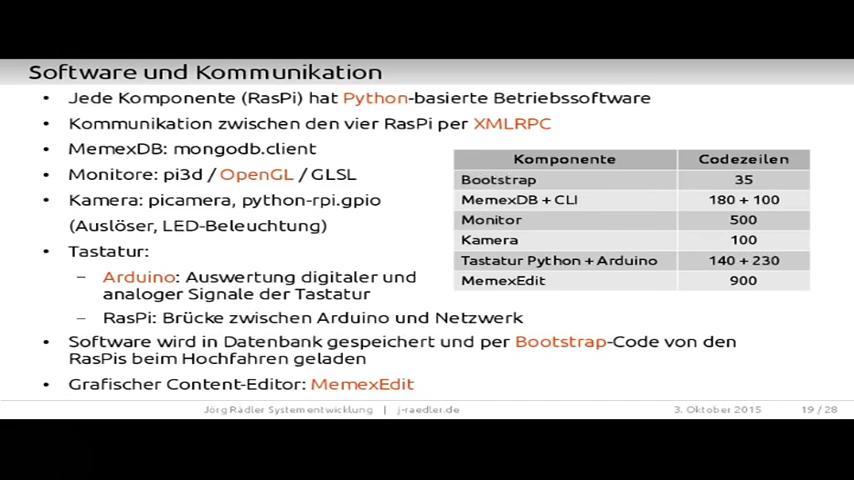 Software und Kommunikation
• Jede Komponente (RasPi) hat Python-basierte Betriebssoftware
• Kommunikation zwischen den vier RasPi per XMLRPC
• MemexDB: mongodb.client
• Monitore: pi3d / OpenGL / GLSL
• Kamera: picamera, python-rpi.gpio
(Auslöser, LED-Beleuchtung)
• Tastatur:
– Arduino: Auswertung digitaler und
analoger Signale der Tastatur
– RasPi: Brücke zwischen Arduino und Netzwerk
• Software wird in Datenbank gespeichert und per Bootstrap-Code von den
RasPis beim Hochfahren geladen
• Grafischer Content-Editor: MemexEdit
Komponente Codezeilen
Bootstrap 35
MemexDB + CLI 180 + 100
Monitor 500
Kamera 100
Tastatur Python + Arduino 140 + 230
MemexEdit 900
Jörg Rädler Systementwicklung | j-raedler.de 3. Oktober 2015 19 / 28